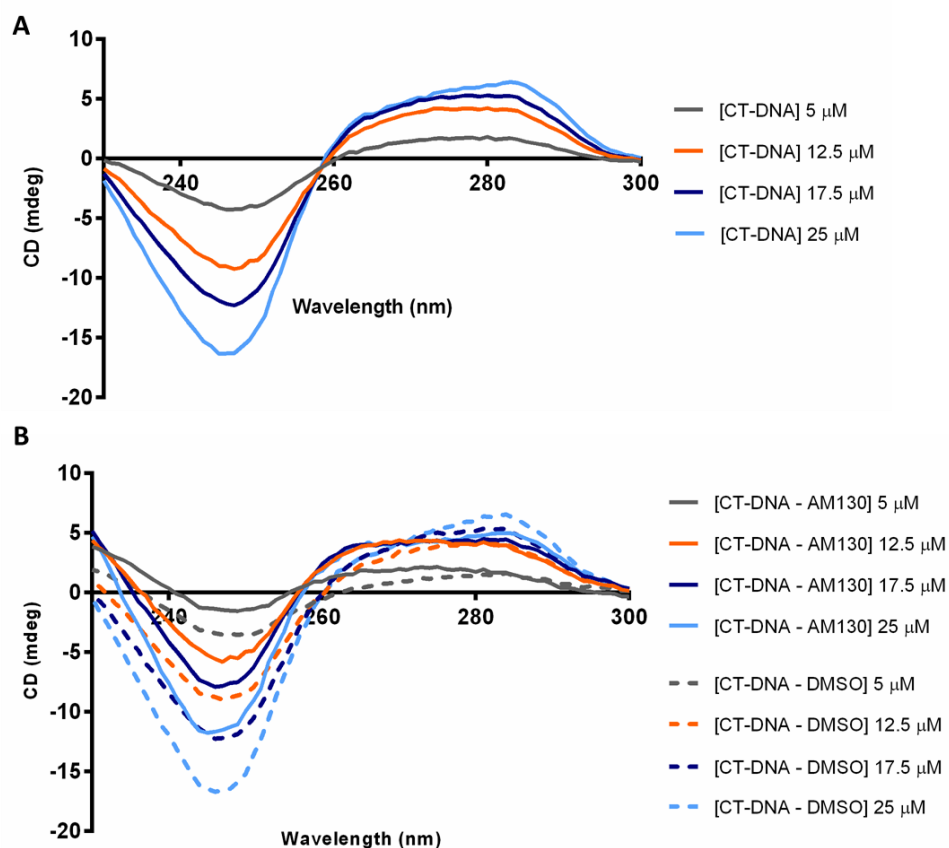 A
10
5
0
-5
-10
-15
-20
CD (mdeg)
240
260
280
300
Wavelength (nm)
[CT-DNA] 5 μM
[CT-DNA] 12.5 μM
[CT-DNA] 17.5 μM
[CT-DNA] 25 μM
B
10
5
0
-5
-10
-15
-20
CD (mdeg)
240
260
280
300
Wavelength (nm)
[CT-DNA - AM130] 5 μM
[CT-DNA - AM130] 12.5 μM
[CT-DNA - AM130] 17.5 μM
[CT-DNA - AM130] 25 μM
[CT-DNA - DMSO] 5 μM
[CT-DNA - DMSO] 12.5 μM
[CT-DNA - DMSO] 17.5 μM
[CT-DNA - DMSO] 25 μM